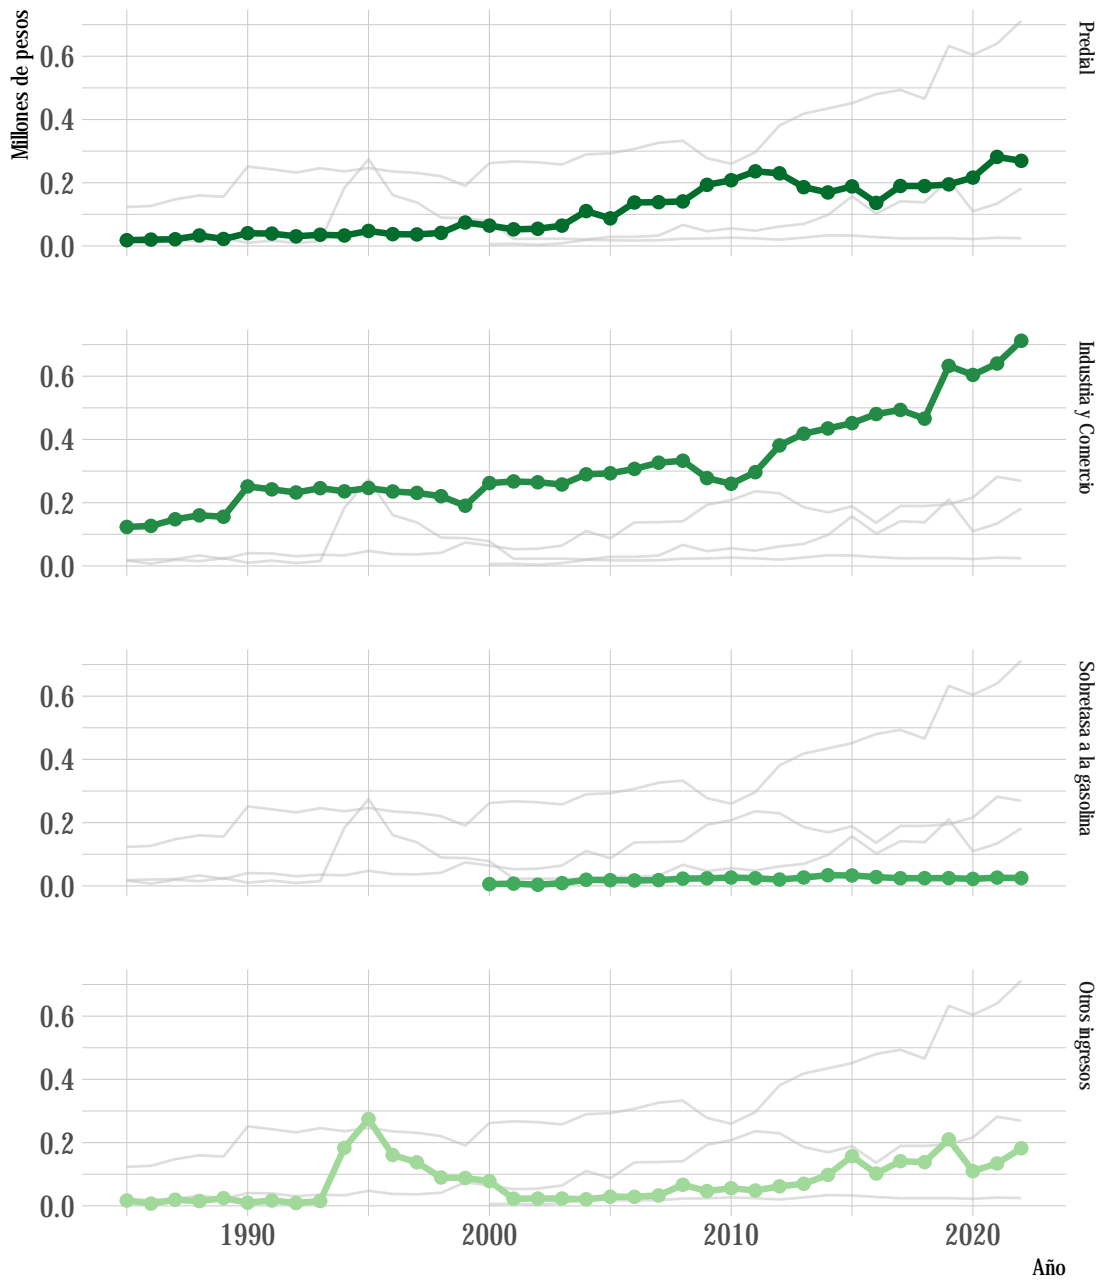 Millones de pesos
0.6
0.4
0.2
0.0
Predial
0.6
0.4
0.2
0.0
Industria y Comercio
0.6
0.4
0.2
0.0
Sobretasa a la gasolina
0.6
0.4
0.2
0.0
Otros ingresos
1990 2000 2010 2020
Año